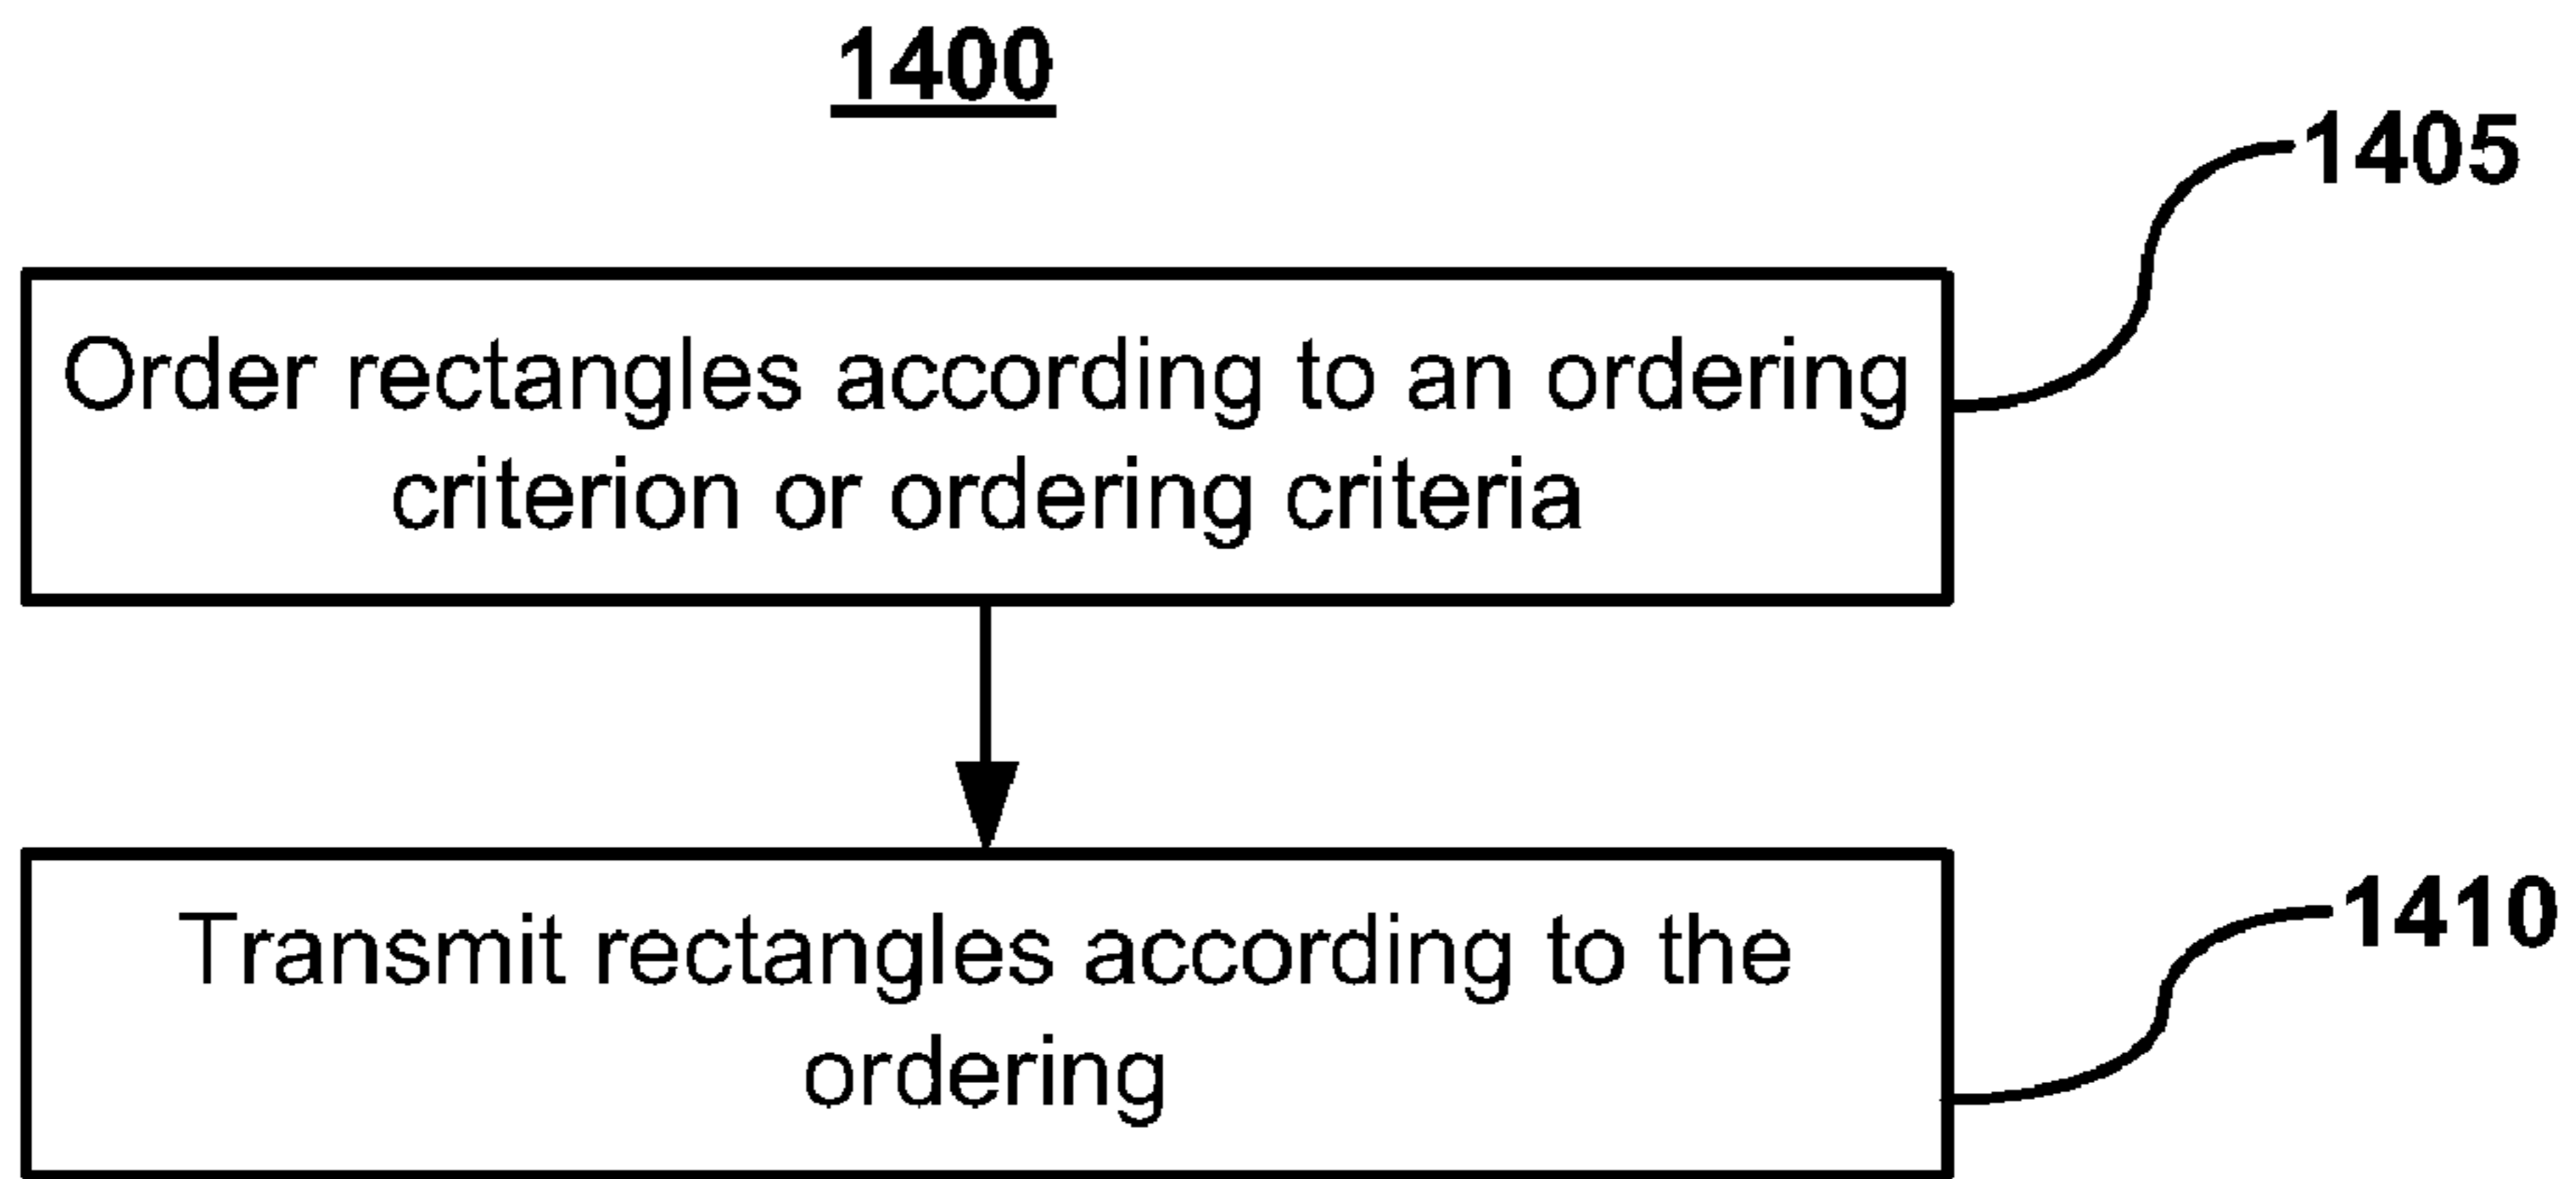 1400
1405
Order rectangles according to an ordering
criterion or ordering criteria
1410
Transmit rectangles according to the
ordering